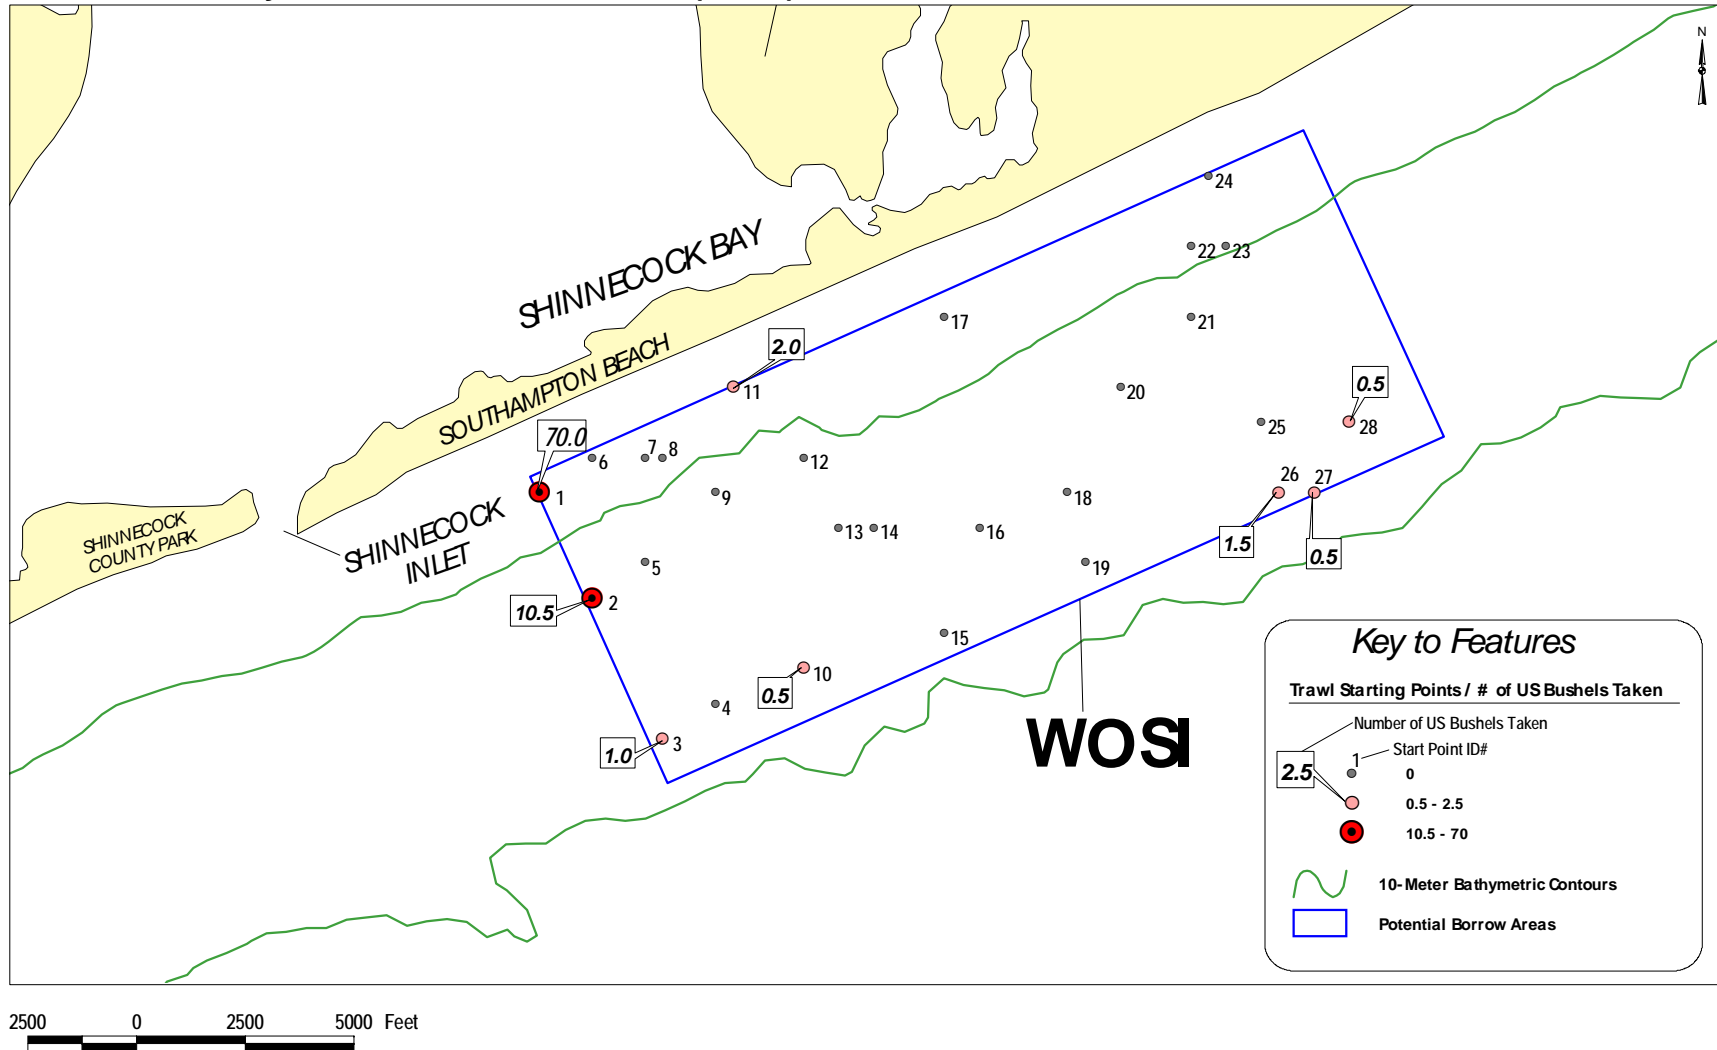 N
24
22
23
SHINNECOCK BAY
17
21
2.0
SOUTHAMPTON BEACH
11
20
0.5
70.0
25
28
6
7
8
12
26
27
1
9
18
SHINNECOCK
COUNTY PARK
SHINNECOCK
INLET
13
14
16
1.5
0.5
5
19
10.5
2
15
10
0.5
4
1.0
3
WOSI
Key to Features
Trawl Starting Points / # of US Bushels Taken
Number of US Bushels Taken
Start Point ID#
2.5
1
0
0.5 - 2.5
10.5 - 70
10-Meter Bathymetric Contours
Potential Borrow Areas
2500 0 2500 5000 Feet